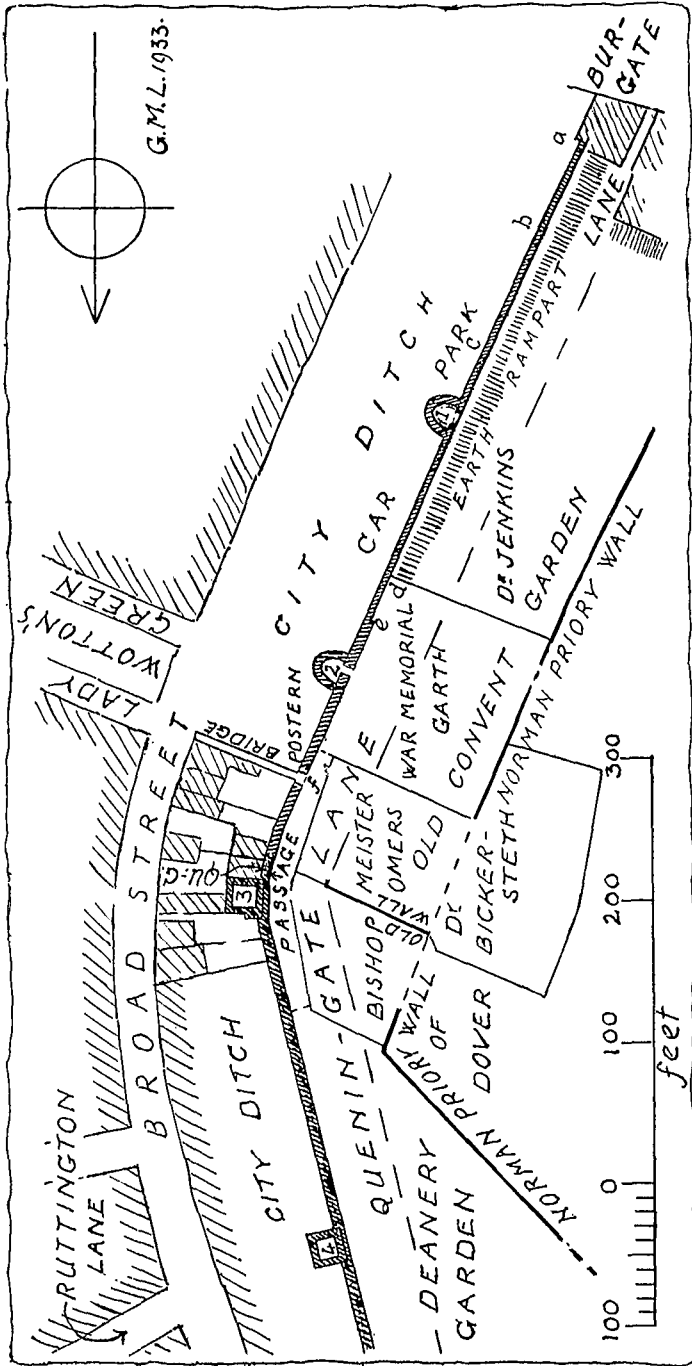 G.M.L. 1933.
RUTTINGTON
LANE
BROAD STREET
LADY
WOTTON'S
GREEN
CITY DITCH
CITY DITCH
CAR PARK
BUR-
GATE
a
b
c
d
e
f
1
2
3
4
QU.G.
BRIDGE
POSTERN
PASSAGE
QUENIN-
GATE
LANE
EARTH RAMPART
LANE
WAR MEMORIAL
GARTH
CONVENT
Dr JENKINS
GARDEN
MEISTER
OMERS
OLD
OLD
WALL
BISHOP
OF
DOVER
Dr
BICKER-
STETH
NORMAN PRIORY WALL
NORMAN PRIORY WALL
DEANERY
GARDEN
100
0
100
200
300
feet